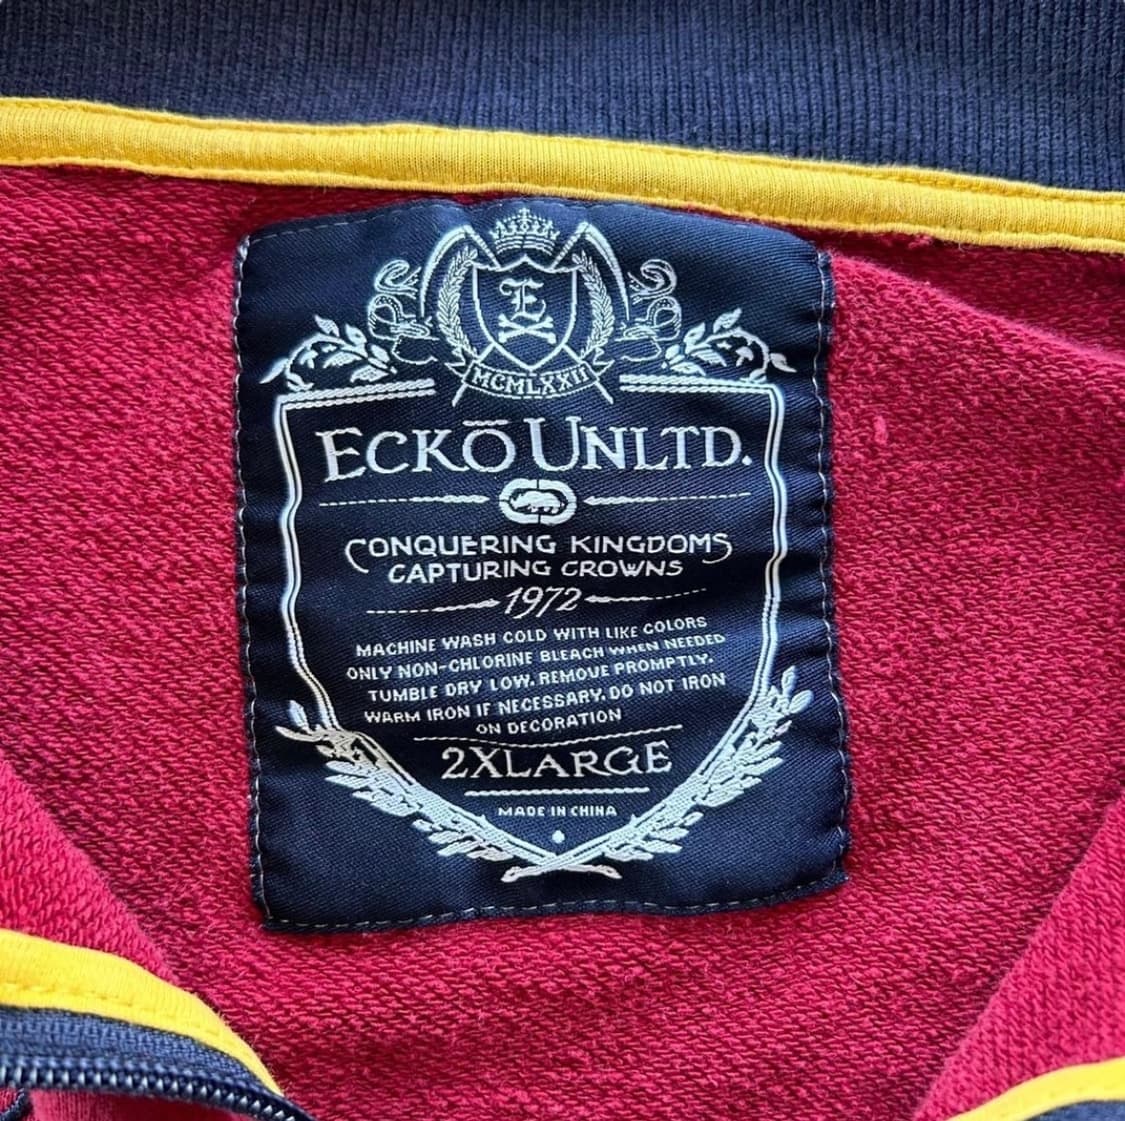 E
MCMLXXII
ECKŌ UNLTD.
CONQUERING KINGDOMS
CAPTURING CROWNS
1972
MACHINE WASH COLD WITH LIKE COLORS
ONLY NON-CHLORINE BLEACH WHEN NEEDED
TUMBLE DRY LOW. REMOVE PROMPTLY.
WARM IRON IF NECESSARY. DO NOT IRON
ON DECORATION
2XLARGE
MADE IN CHINA